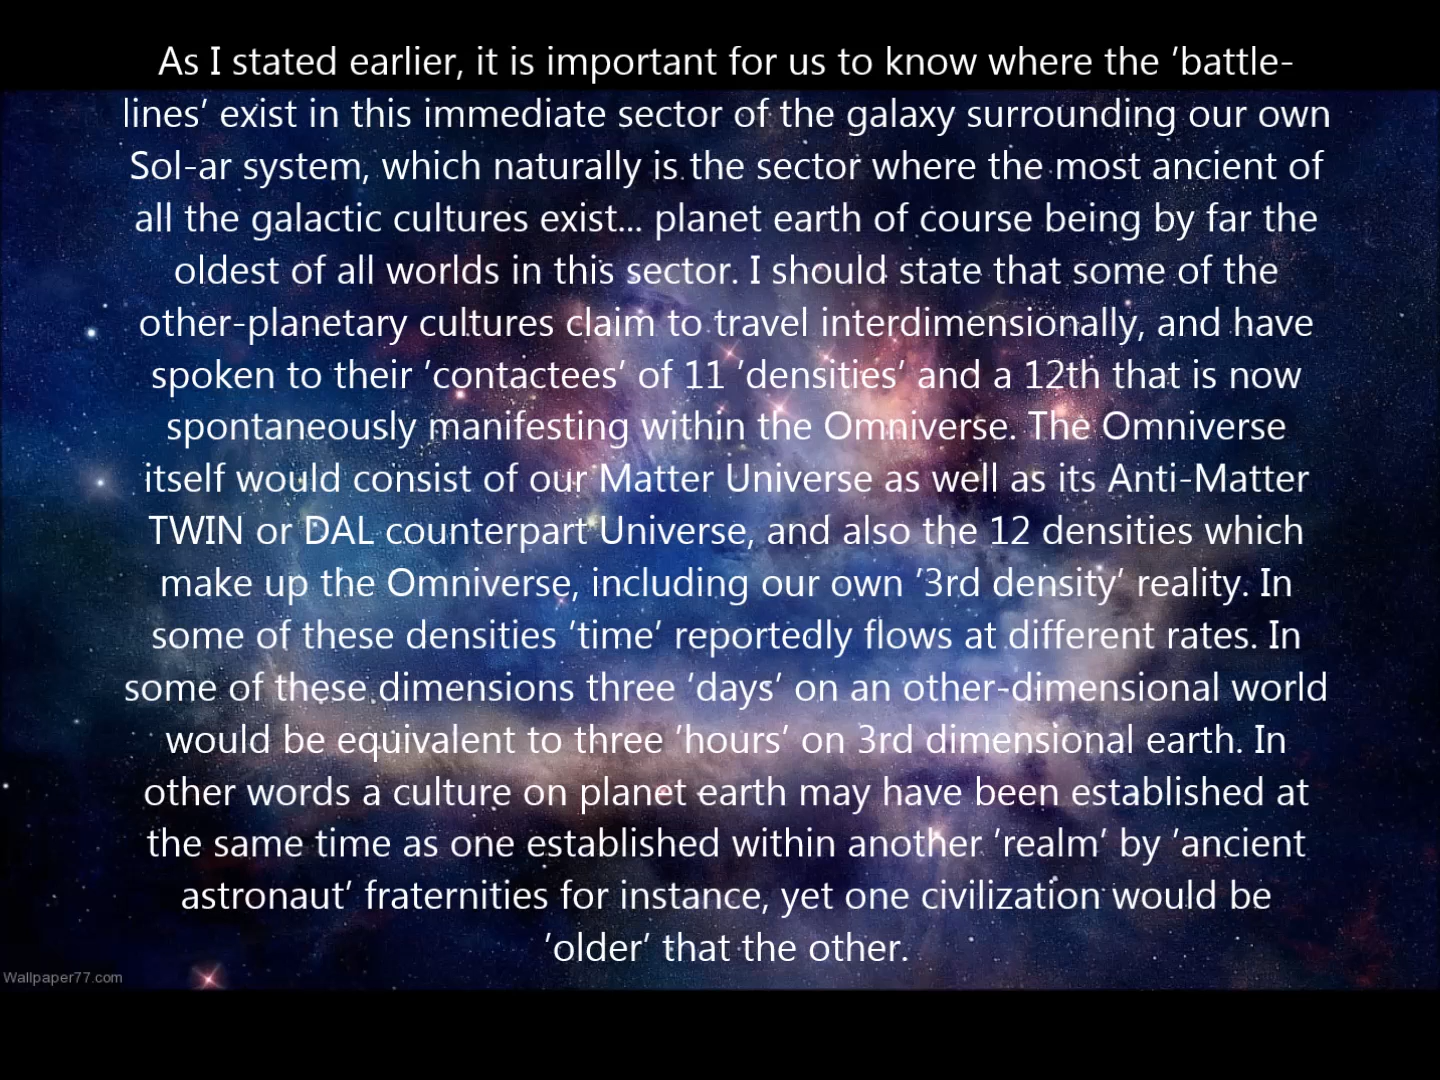 As I stated earlier, it is important for us to know where the 'battle-
lines' exist in this immediate sector of the galaxy surrounding our own
Sol-ar system, which naturally is the sector where the most ancient of
all the galactic cultures exist... planet earth of course being by far the
oldest of all worlds in this sector. I should state that some of the
other-planetary cultures claim to travel interdimensionally, and have
spoken to their 'contactees' of 11 'densities' and a 12th that is now
spontaneously manifesting within the Omniverse. The Omniverse
itself would consist of our Matter Universe as well as its Anti-Matter
TWIN or DAL counterpart Universe, and also the 12 densities which
make up the Omniverse, including our own '3rd density' reality. In
some of these densities 'time' reportedly flows at different rates. In
some of these dimensions three 'days' on an other-dimensional world
would be equivalent to three 'hours' on 3rd dimensional earth. In
other words a culture on planet earth may have been established at
the same time as one established within another 'realm' by 'ancient
astronaut' fraternities for instance, yet one civilization would be
'older' that the other.
Wallpaper77.com